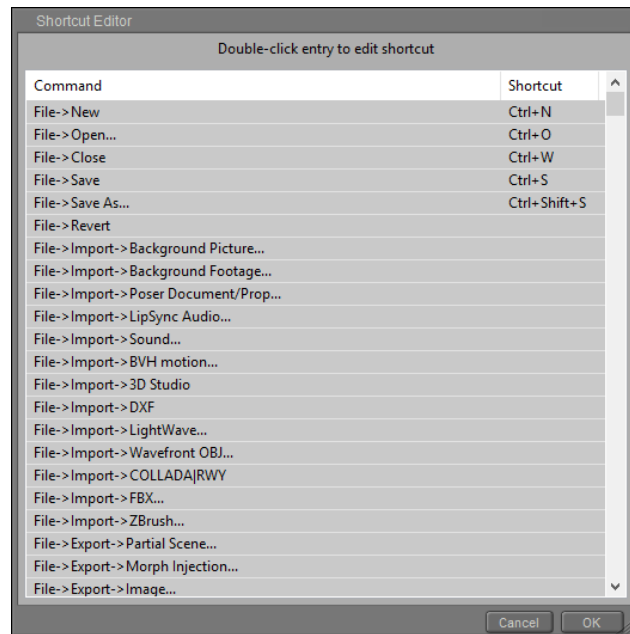 Shortcut Editor
Double-click entry to edit shortcut
Command Shortcut
File->New Ctrl+N
File->Open... Ctrl+O
File->Close Ctrl+W
File->Save Ctrl+S
File->Save As... Ctrl+Shift+S
File->Revert
File->Import->Background Picture...
File->Import->Background Footage...
File->Import->Poser Document/Prop...
File->Import->LipSync Audio...
File->Import->Sound...
File->Import->BVH motion...
File->Import->3D Studio
File->Import->DXF
File->Import->LightWave...
File->Import->Wavefront OBJ...
File->Import->COLLADA|RWY
File->Import->FBX...
File->Import->ZBrush...
File->Export->Partial Scene...
File->Export->Morph Injection...
File->Export->Image...
Cancel OK